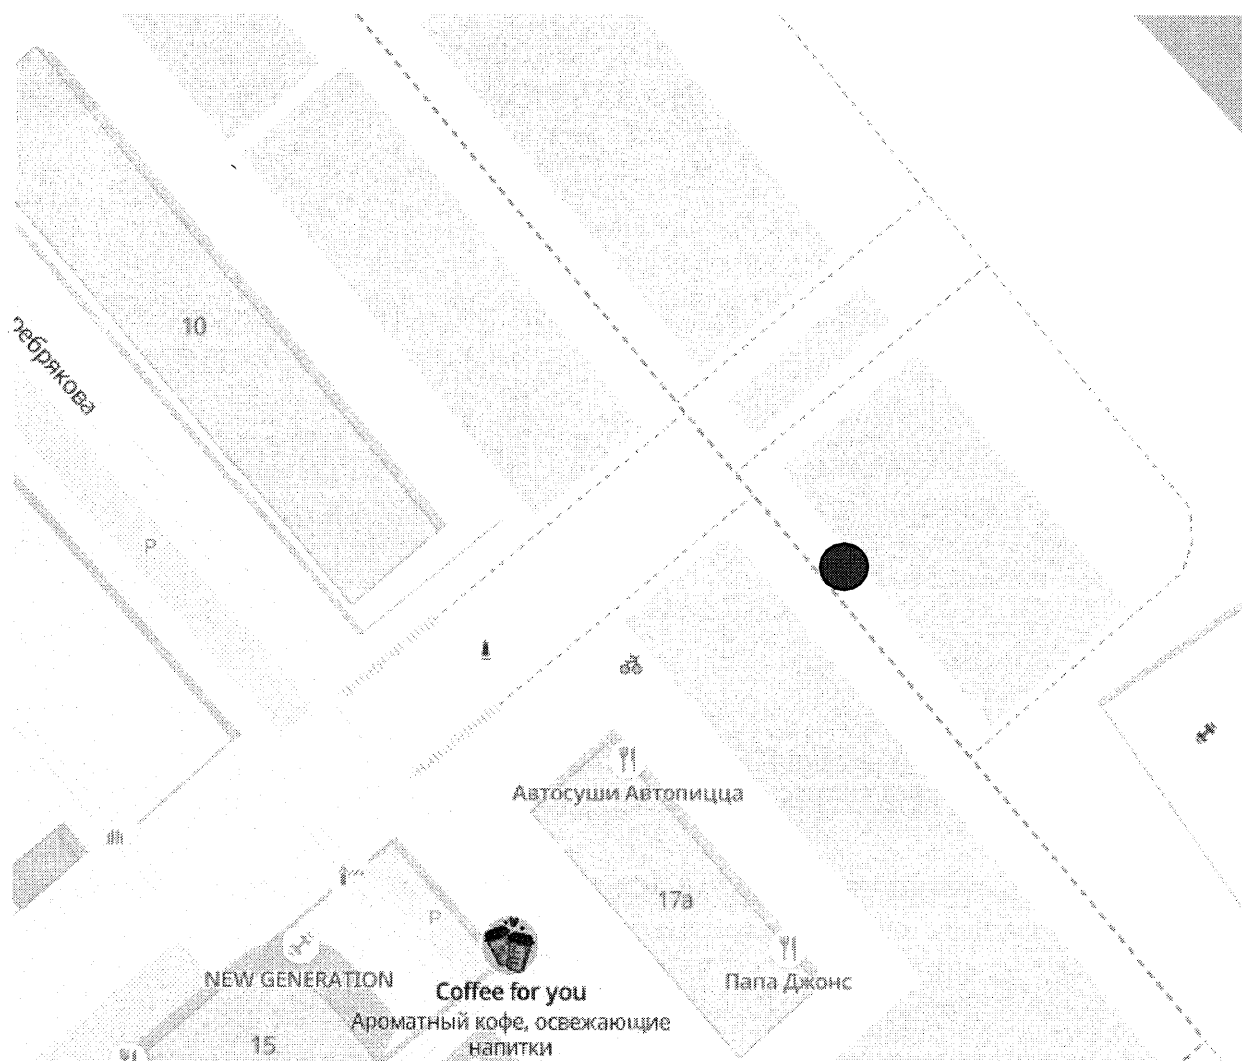 10
ребрякова
P
Автосуши Автопицца
17а
P
NEW GENERATION
Папа Джонс
Coffee for you
Ароматный кофе, освежающие
напитки
15